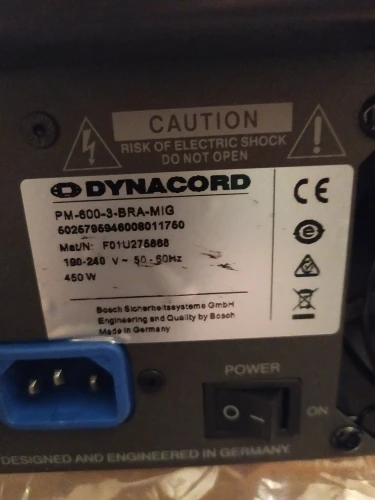 CAUTION
RISK OF ELECTRIC SHOCK
DO NOT OPEN
DYNACORD
PM-600-3-BRA-MIG
5025795946008011750
Mat/N: F01U275868
190-240 V ~ 50-60Hz
450 W
Bosch Sicherheitssysteme GmbH
Engineering and Quality by Bosch
Made in Germany
CE
POWER
ON
DESIGNED AND ENGINEERED IN GERMANY.